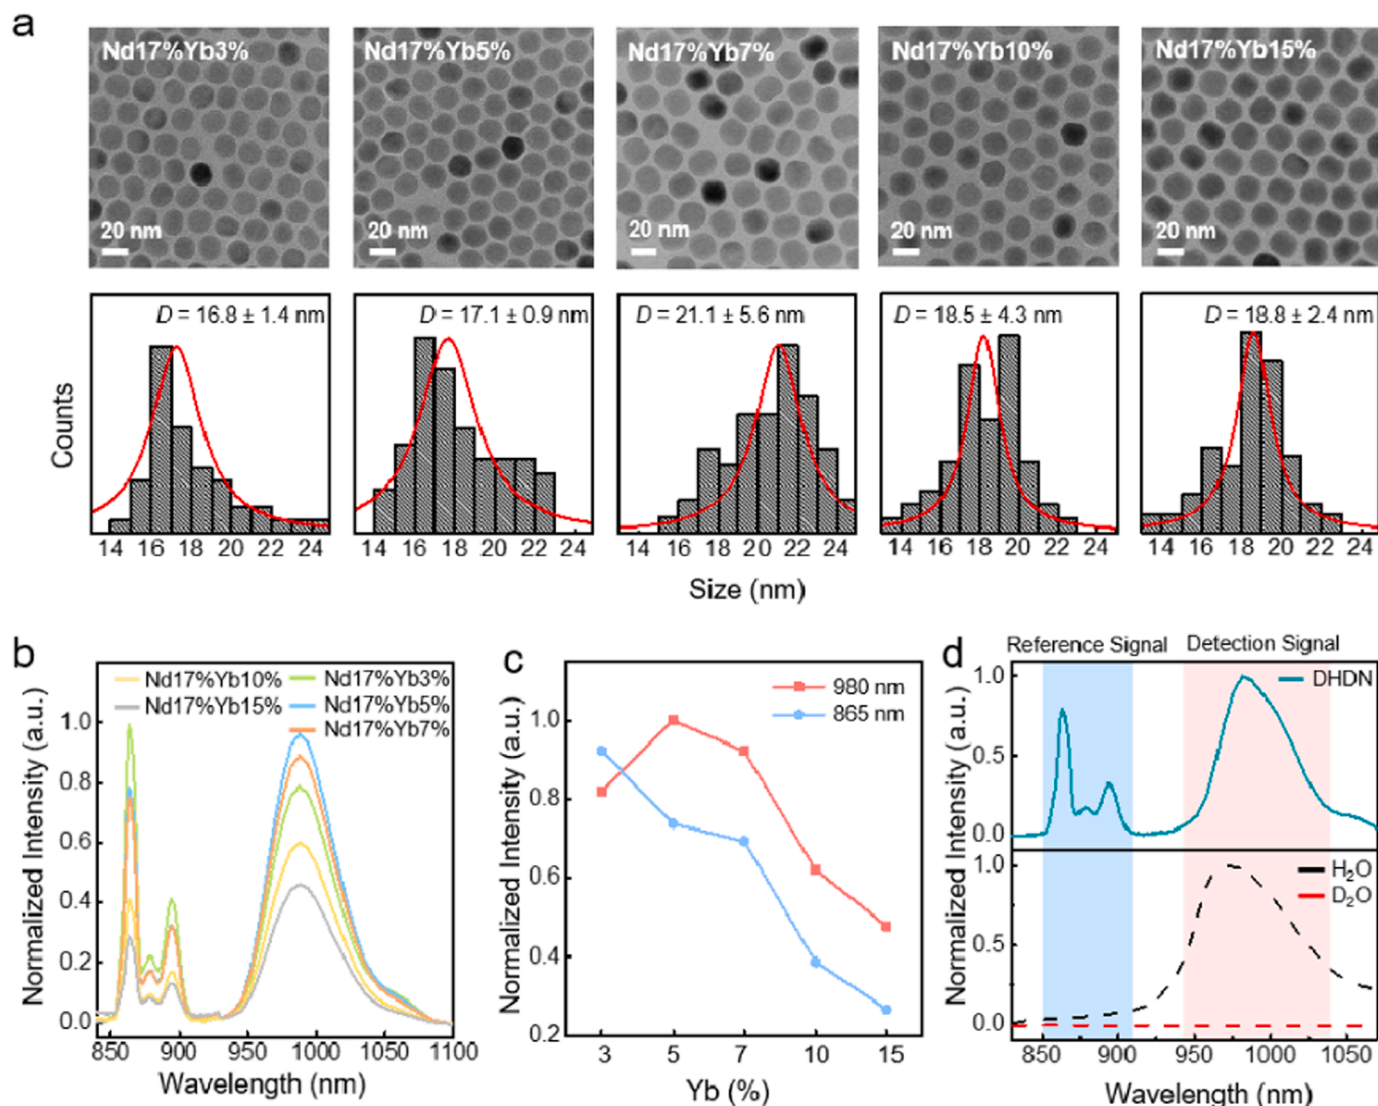 a
Nd17%Yb3%
Nd17%Yb5%
Nd17%Yb7%
Nd17%Yb10%
Nd17%Yb15%
20 nm
20 nm
20 nm
20 nm
20 nm
D = 16.8 ± 1.4 nm
D = 17.1 ± 0.9 nm
D = 21.1 ± 5.6 nm
D = 18.5 ± 4.3 nm
D = 18.8 ± 2.4 nm
Counts
14 16 18 20 22 24
14 16 18 20 22 24
14 16 18 20 22 24
14 16 18 20 22 24
14 16 18 20 22 24
Size (nm)
b
Nd17%Yb10%
Nd17%Yb15%
Nd17%Yb3%
Nd17%Yb5%
Nd17%Yb7%
Normalized Intensity (a.u.)
1.0
0.8
0.6
0.4
0.2
0.0
850 900 950 1000 1050 1100
Wavelength (nm)
c
980 nm
865 nm
Normalized Intensity (a.u.)
1.0
0.8
0.6
0.4
0.2
3 5 7 10 15
Yb (%)
d
Reference Signal
Detection Signal
DHDN
Normalized Intensity (a.u.)
1.0
0.5
0.0
H₂O
D₂O
1.0
0.5
0.0
850 900 950 1000 1050
Wavelength (nm)